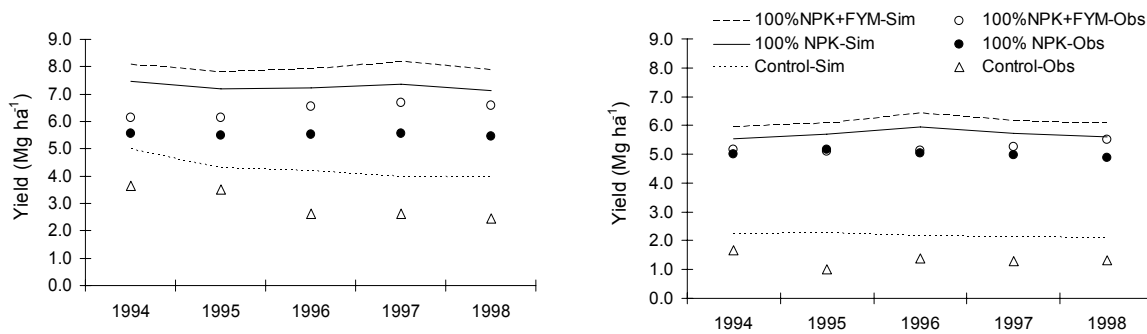 Yield (Mg ha-1)
9.0
8.0
7.0
6.0
5.0
4.0
3.0
2.0
1.0
0.0
1994 1995 1996 1997 1998
100%NPK+FYM-Sim 100%NPK+FYM-Obs
100% NPK-Sim 100% NPK-Obs
Control-Sim Control-Obs
Yield (Mg ha-1)
9.0
8.0
7.0
6.0
5.0
4.0
3.0
2.0
1.0
0.0
1994 1995 1996 1997 1998